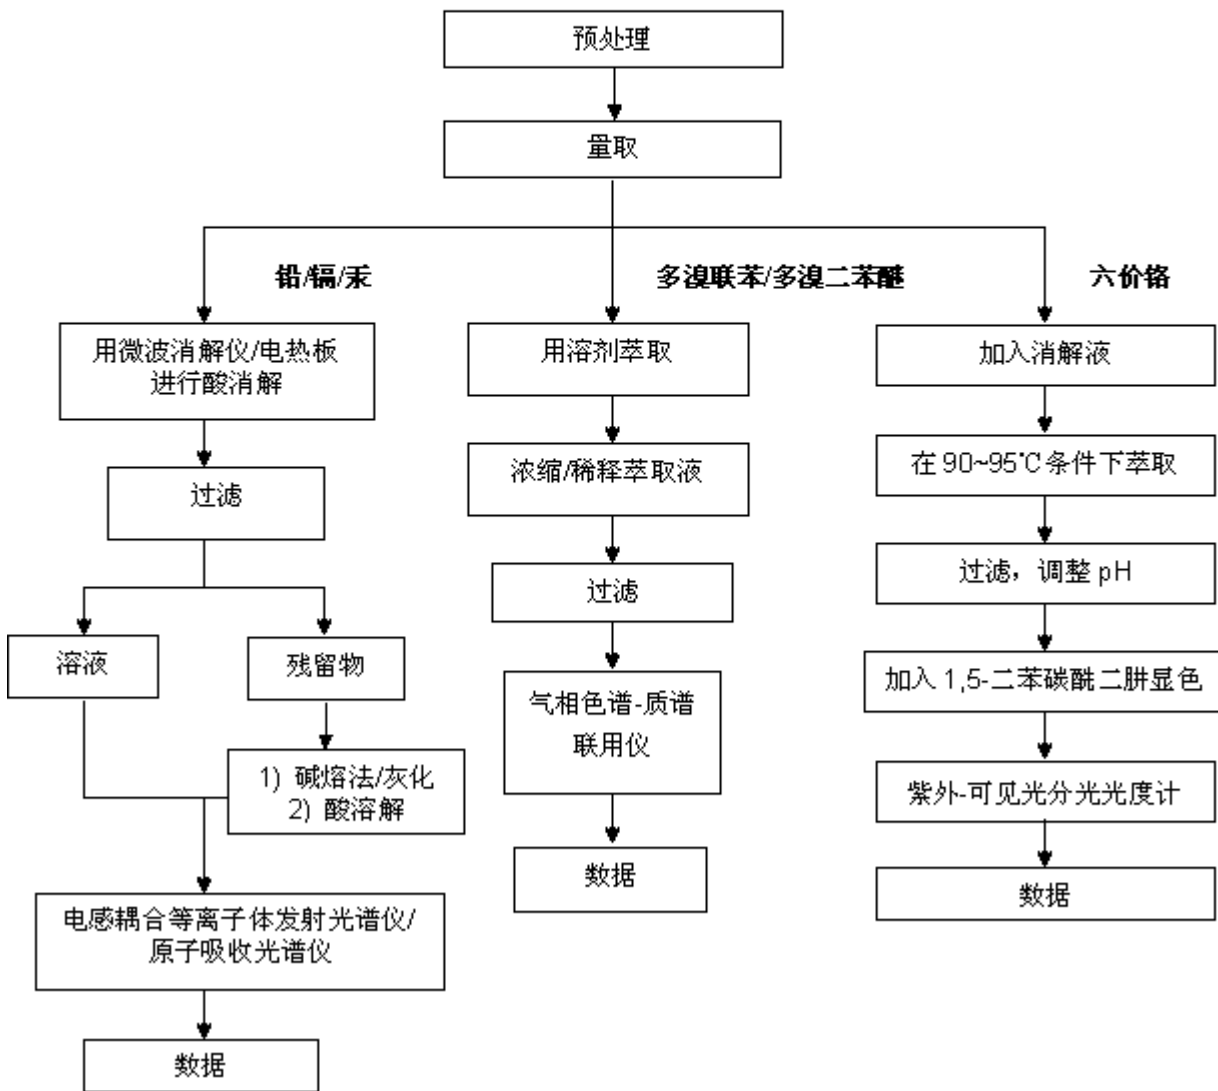 预处理
量取
铅/镉/汞
多溴联苯/多溴二苯醚
六价铬
用微波消解仪/电热板
进行酸消解
过滤
溶液
残留物
1) 碱熔法/灰化
2) 酸溶解
电感耦合等离子体发射光谱仪/
原子吸收光谱仪
数据
用溶剂萃取
浓缩/稀释萃取液
过滤
气相色谱-质谱
联用仪
数据
加入消解液
在 90~95℃ 条件下萃取
过滤，调整 pH
加入 1,5-二苯碳酰二肼显色
紫外-可见光分光光度计
数据